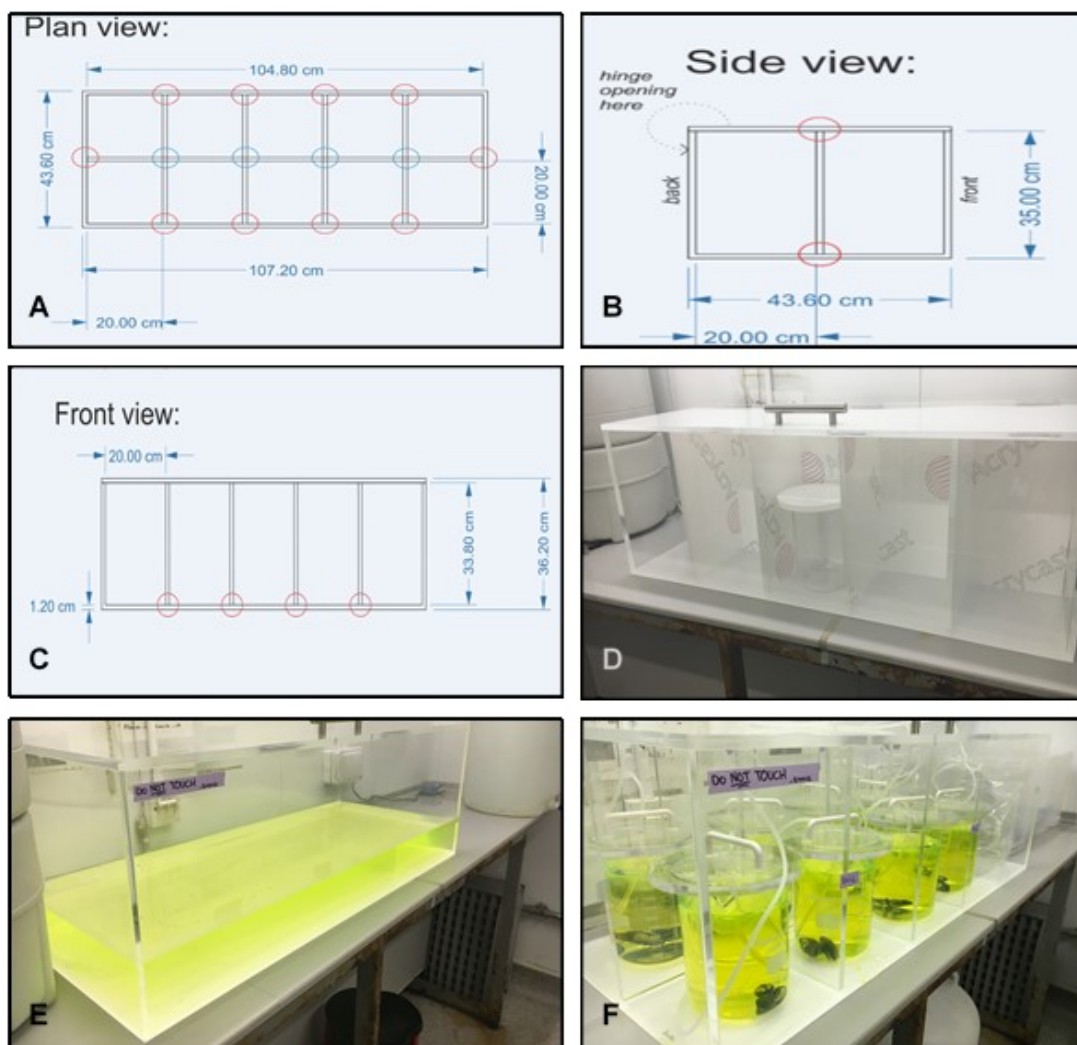 Plan view:
104.80 cm
43.60 cm
20.00 cm
107.20 cm
20.00 cm
A
Side view:
hinge
opening
here
back
front
35.00 cm
43.60 cm
20.00 cm
B
Front view:
20.00 cm
33.80 cm
36.20 cm
1.20 cm
C
Acrycast
Acrycast
D
DO NOT TOUCH
E
DO NOT TOUCH
F